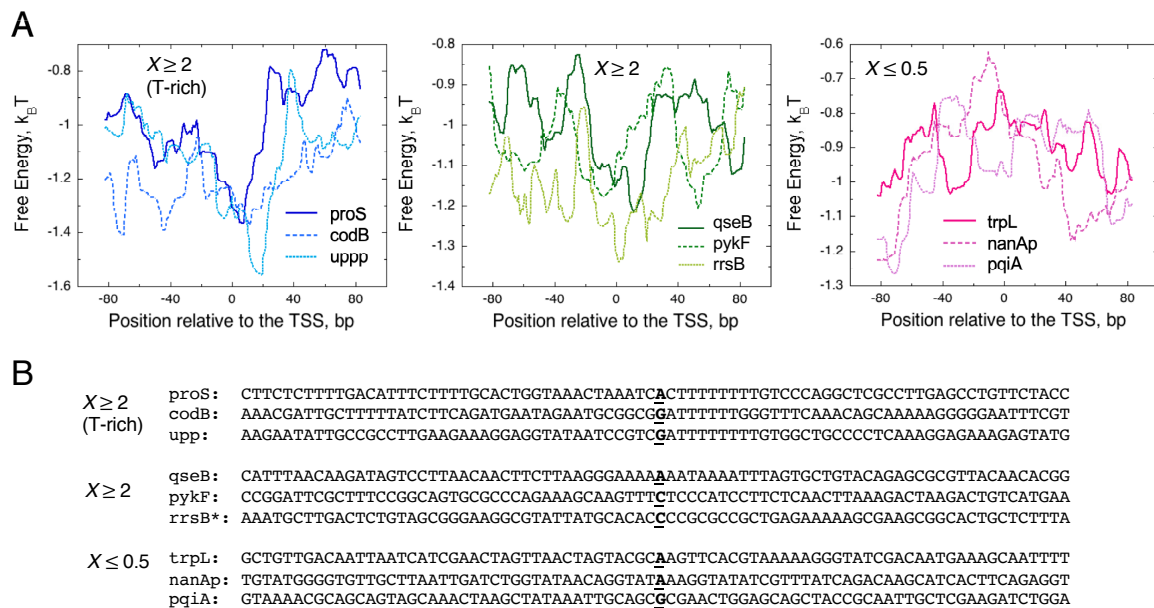 A
X ≥ 2
(T-rich)
Free Energy, k_BT
-0.8
-1
-1.2
-1.4
-1.6
-80 -40 0 40 80
proS
codB
uppp
Position relative to the TSS, bp
X ≥ 2
Free Energy, k_BT
-0.8
-0.9
-1
-1.1
-1.2
-1.3
-1.4
-80 -40 0 40 80
qseB
pykF
rrsB
Position relative to the TSS, bp
X ≤ 0.5
Free Energy, k_BT
-0.6
-0.7
-0.8
-0.9
-1
-1.1
-1.2
-1.3
-80 -40 0 40 80
trpL
nanAp
pqiA
Position relative to the TSS, bp
B
X ≥ 2
(T-rich)
proS: CTTCTCTTTTGACATTTCTTTTGCACTGGTAAACTAAATCACTTTTTTTTGTCCCAGGCTCGCCTTGAGCCTGTTCTACC
codB: AAACGATTGCTTTTTATCTTCAGATGAATAGAATGCGGCGGATTTTTTGGGTTTCAAACAGCAAAAAGGGGGAATTTCGT
upp: AAGAATATTGCCGCCTTGAAGAAAGGAGGTATAATCCGTCGATTTTTTTTGTGGCTGCCCCTCAAAGGAGAAAGAGTATG
X ≥ 2
qseB: CATTTAACAAGATAGTCCTTAACAACTTCTTAAGGGAAAAAAATAAAATTTAGTGCTGTACAGAGCGCGTTACAACACGG
pykF: CCGGATTCGCTTTCCGGCAGTGCGCCCAGAAAGCAAGTTTCTCCCATCCTTCTCAACTTAAAGACTAAGACTGTCATGAA
rrsB*: AAATGCTTGACTCTGTAGCGGGAAGGCGTATTATGCACACCCCGCGCCGCTGAGAAAAAGCGAAGCGGCACTGCTCTTTA
X ≤ 0.5
trpL: GCTGTTGACAATTAATCATCGAACTAGTTAACTAGTACGCAAGTTCACGTAAAAAGGGTATCGACAATGAAAGCAATTTT
nanAp: TGTATGGGGTGTTGCTTAATTGATCTGGTATAACAGGTATAAAGGTATATCGTTTATCAGACAAGCATCACTTCAGAGGT
pqiA: GTAAAACGCAGCAGTAGCAAACTAAGCTATAAATTGCAGCGCGAACTGGAGCAGCTACCGCAATTGCTCGAAGATCTGGA